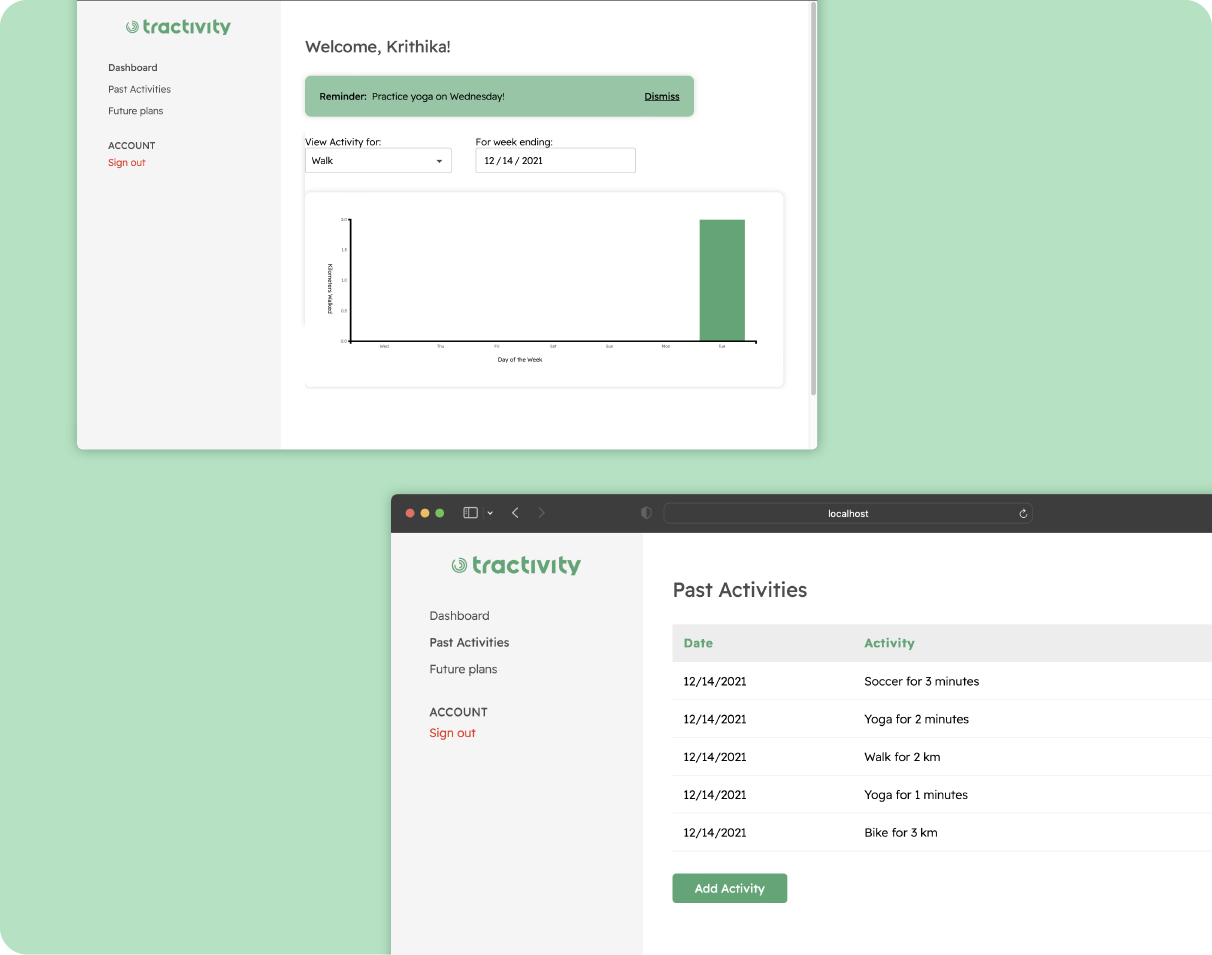 tractivity
Dashboard
Past Activities
Future plans
ACCOUNT
Sign out
Welcome, Krithika!
Reminder: Practice yoga on Wednesday! Dismiss
View Activity for: For week ending:
Walk 12 / 14 / 2021
2.0
1.5
1.0
0.5
0.0
Kilometers Walked
Wed Thu Fri Sat Sun Mon Tue
Day of the Week
localhost
tractivity
Dashboard
Past Activities
Future plans
ACCOUNT
Sign out
Past Activities
Date Activity
12/14/2021 Soccer for 3 minutes
12/14/2021 Yoga for 2 minutes
12/14/2021 Walk for 2 km
12/14/2021 Yoga for 1 minutes
12/14/2021 Bike for 3 km
Add Activity